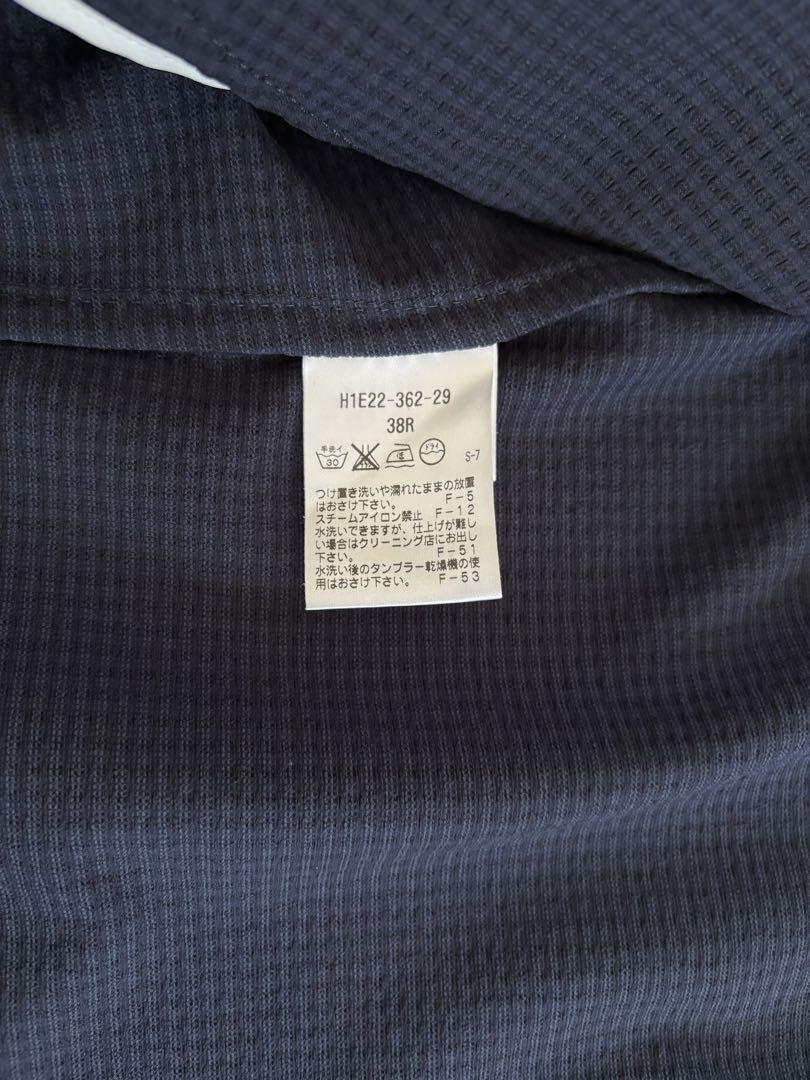 H1E22-362-29
38R
手洗イ 30 ドライ S-7
つけ置き洗いや濡れたままの放置
はおさけ下さい。 F-5
スチームアイロン禁止 F-12
水洗いできますが、仕上げが難し
い場合はクリーニング店にお出し
下さい。 F-51
水洗い後のタンブラー乾燥機の使
用はおさけ下さい。 F-53